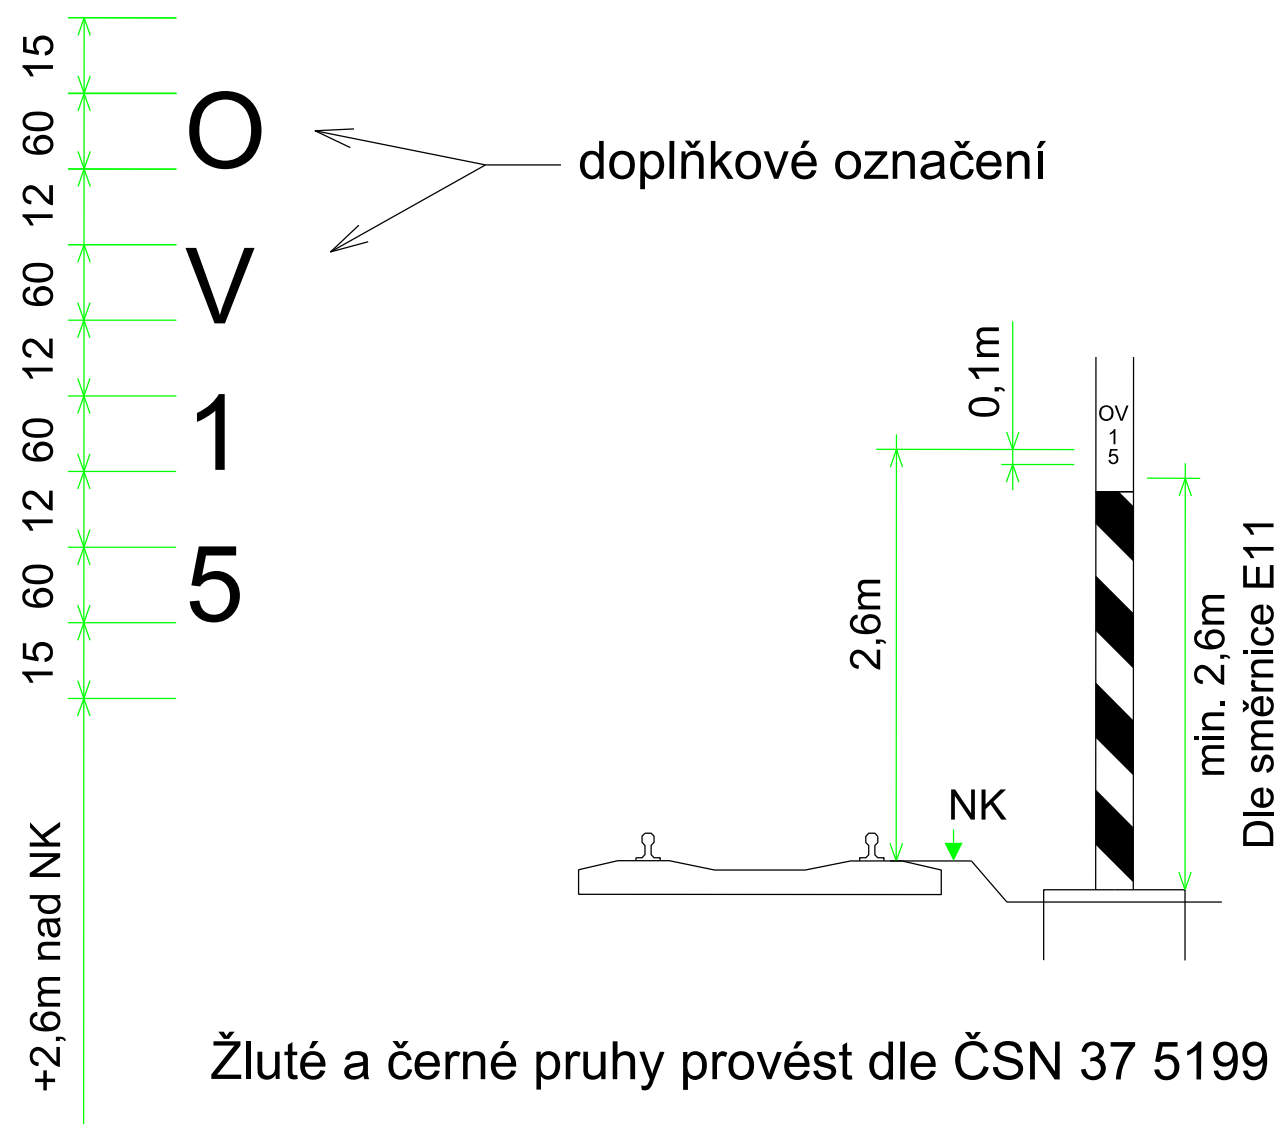 15
60
12
60
12
60
12
60
15
+2,6m nad NK
O
V
1
5
doplňkové označení
0,1m
2,6m
OV
1
5
min. 2,6m
Dle směrnice E11
NK
Žluté a černé pruhy provést dle ČSN 37 5199